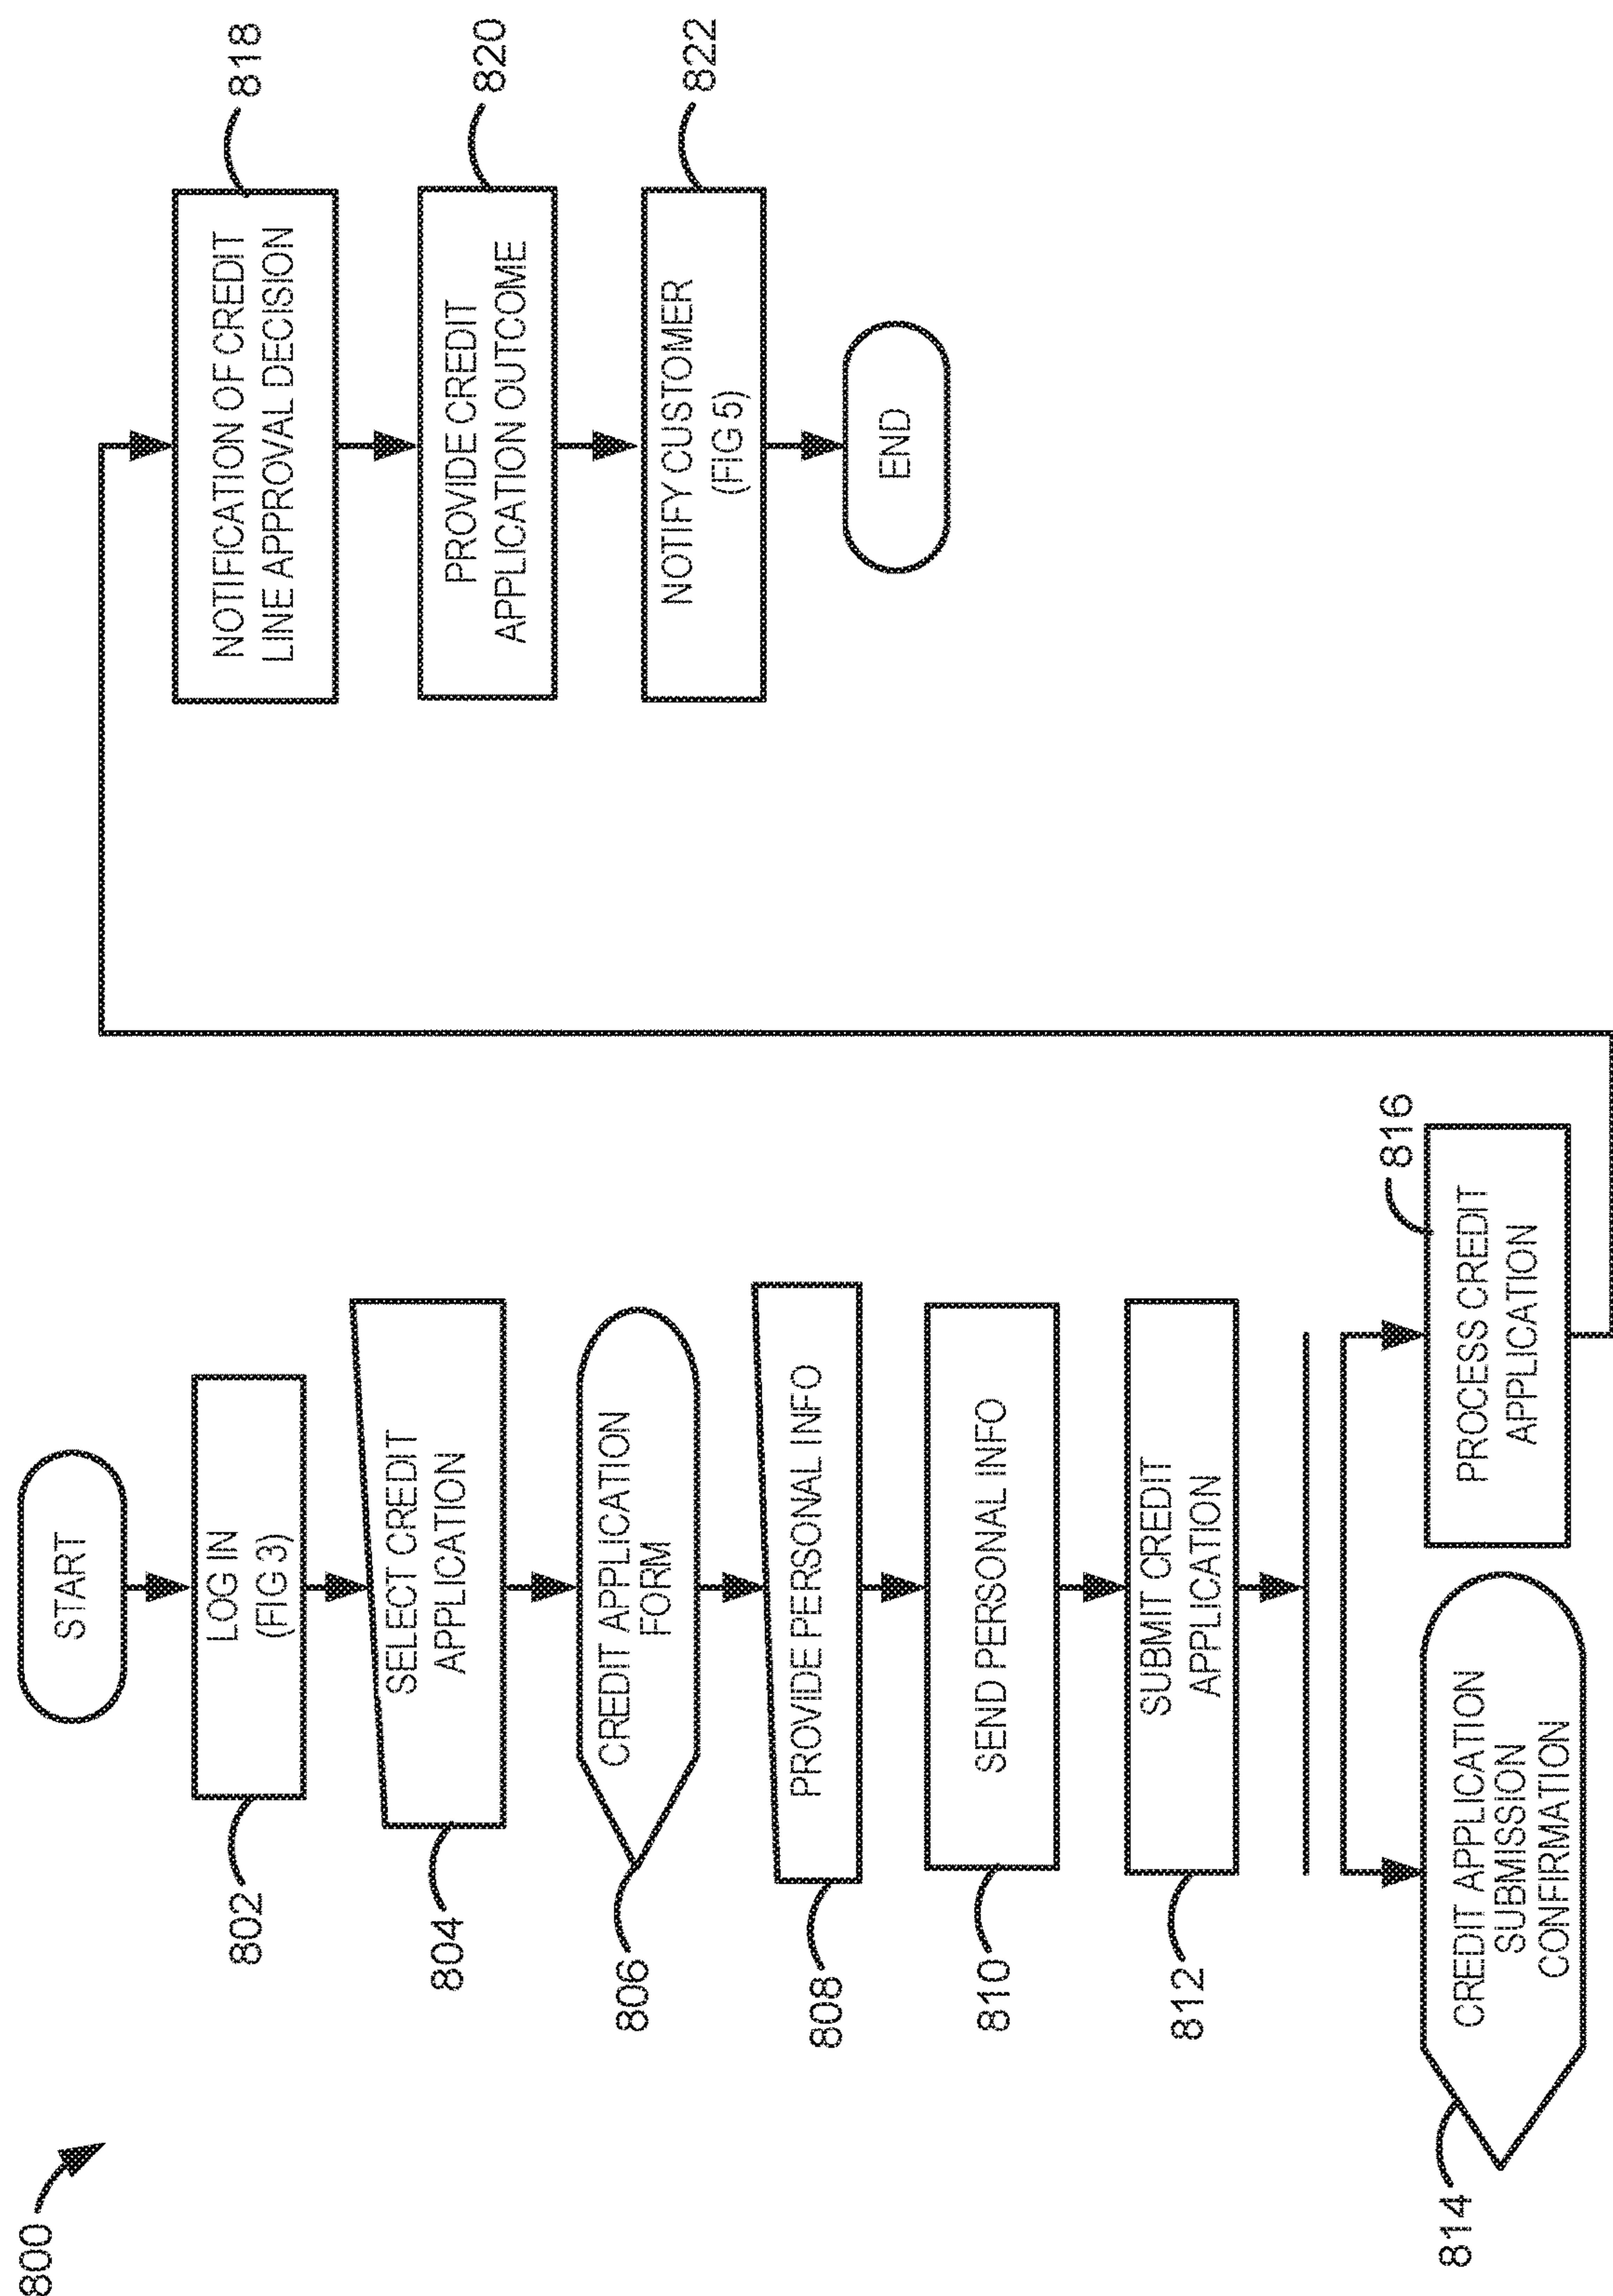 800
START
LOG IN
(FIG 3)
802
SELECT CREDIT
APPLICATION
804
CREDIT APPLICATION
FORM
806
PROVIDE PERSONAL INFO
808
SEND PERSONAL INFO
810
SUBMIT CREDIT
APPLICATION
812
CREDIT APPLICATION
SUBMISSION
CONFIRMATION
814
PROCESS CREDIT
APPLICATION
816
NOTIFICATION OF CREDIT
LINE APPROVAL DECISION
818
PROVIDE CREDIT
APPLICATION OUTCOME
820
NOTIFY CUSTOMER
(FIG 5)
822
END